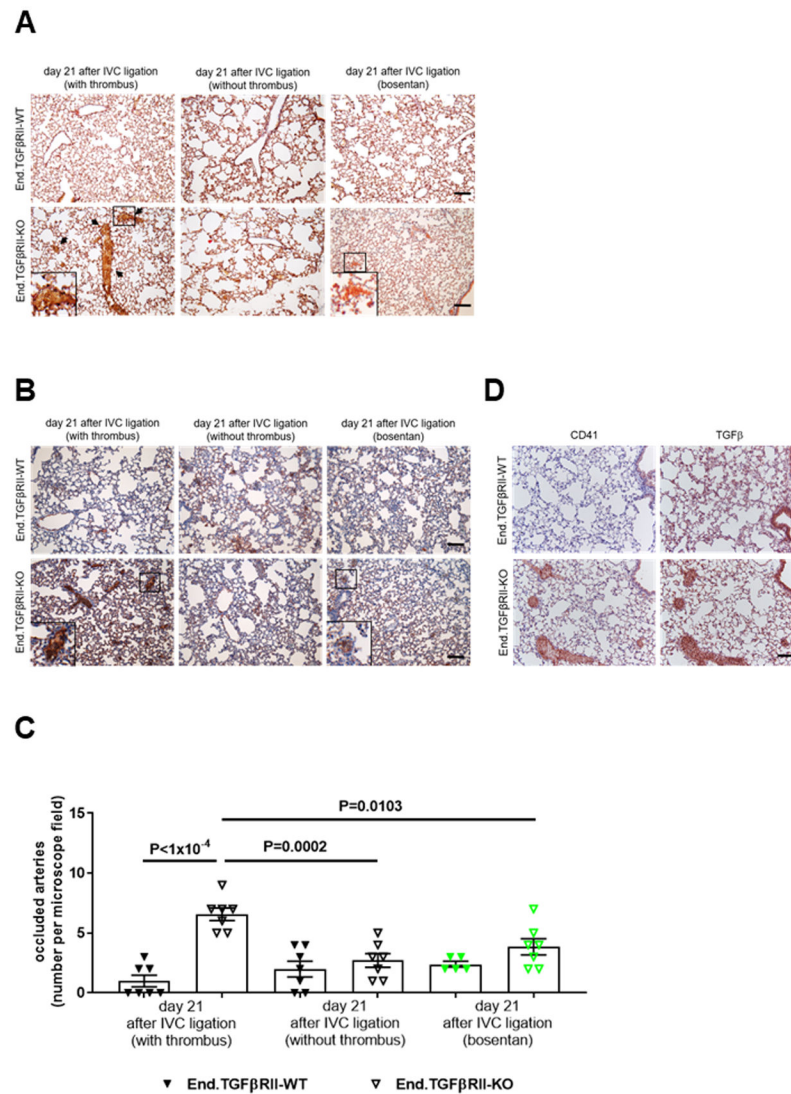 A
day 21 after IVC ligation
(with thrombus)
day 21 after IVC ligation
(without thrombus)
day 21 after IVC ligation
(bosentan)
End.TGFβRII-WT
End.TGFβRII-KO
B
day 21 after IVC ligation
(with thrombus)
day 21 after IVC ligation
(without thrombus)
day 21 after IVC ligation
(bosentan)
End.TGFβRII-WT
End.TGFβRII-KO
D
CD41
TGFβ
End.TGFβRII-WT
End.TGFβRII-KO
C
occluded arteries
(number per microscope field)
15
10
5
0
P=0.0103
P<1x10⁻⁴
P=0.0002
day 21
after IVC ligation
(with thrombus)
day 21
after IVC ligation
(without thrombus)
day 21
after IVC ligation
(bosentan)
End.TGFβRII-WT
End.TGFβRII-KO